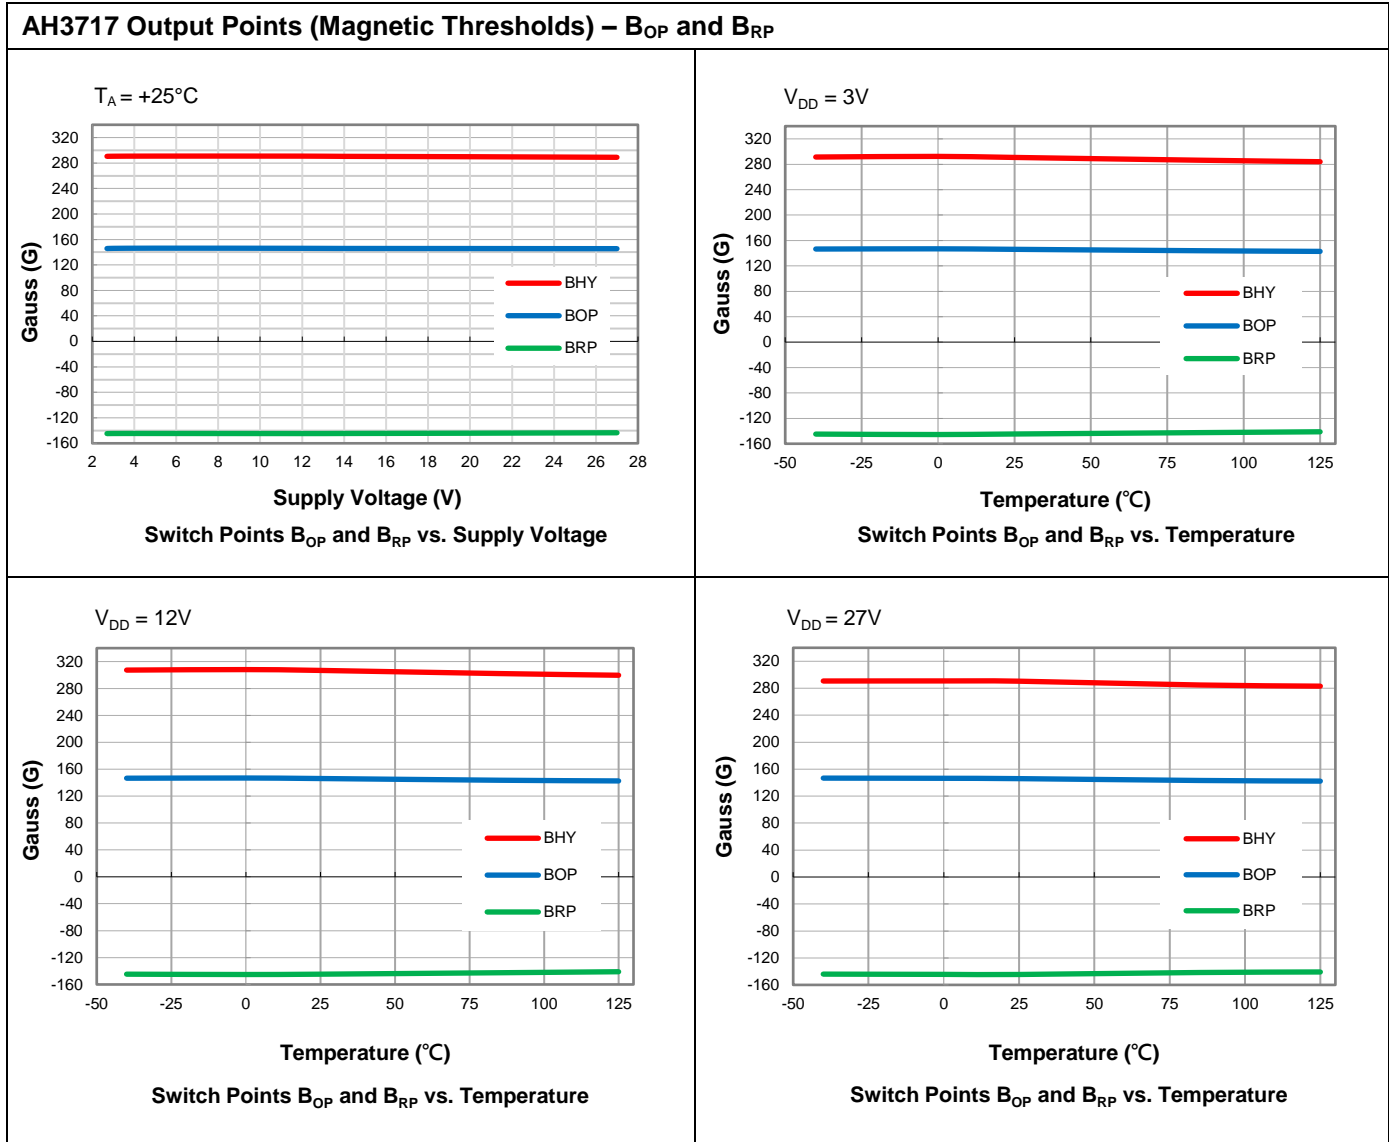 AH3717 Output Points (Magnetic Thresholds) – BOP and BRP
TA = +25°C
320
280
240
200
160
120
80
40
0
-40
-80
-120
-160
Gauss (G)
BHY
BOP
BRP
2 4 6 8 10 12 14 16 18 20 22 24 26 28
Supply Voltage (V)
Switch Points BOP and BRP vs. Supply Voltage
VDD = 3V
320
280
240
200
160
120
80
40
0
-40
-80
-120
-160
Gauss (G)
BHY
BOP
BRP
-50 -25 0 25 50 75 100 125
Temperature (℃)
Switch Points BOP and BRP vs. Temperature
VDD = 12V
320
280
240
200
160
120
80
40
0
-40
-80
-120
-160
Gauss (G)
BHY
BOP
BRP
-50 -25 0 25 50 75 100 125
Temperature (℃)
Switch Points BOP and BRP vs. Temperature
VDD = 27V
320
280
240
200
160
120
80
40
0
-40
-80
-120
-160
Gauss (G)
BHY
BOP
BRP
-50 -25 0 25 50 75 100 125
Temperature (℃)
Switch Points BOP and BRP vs. Temperature